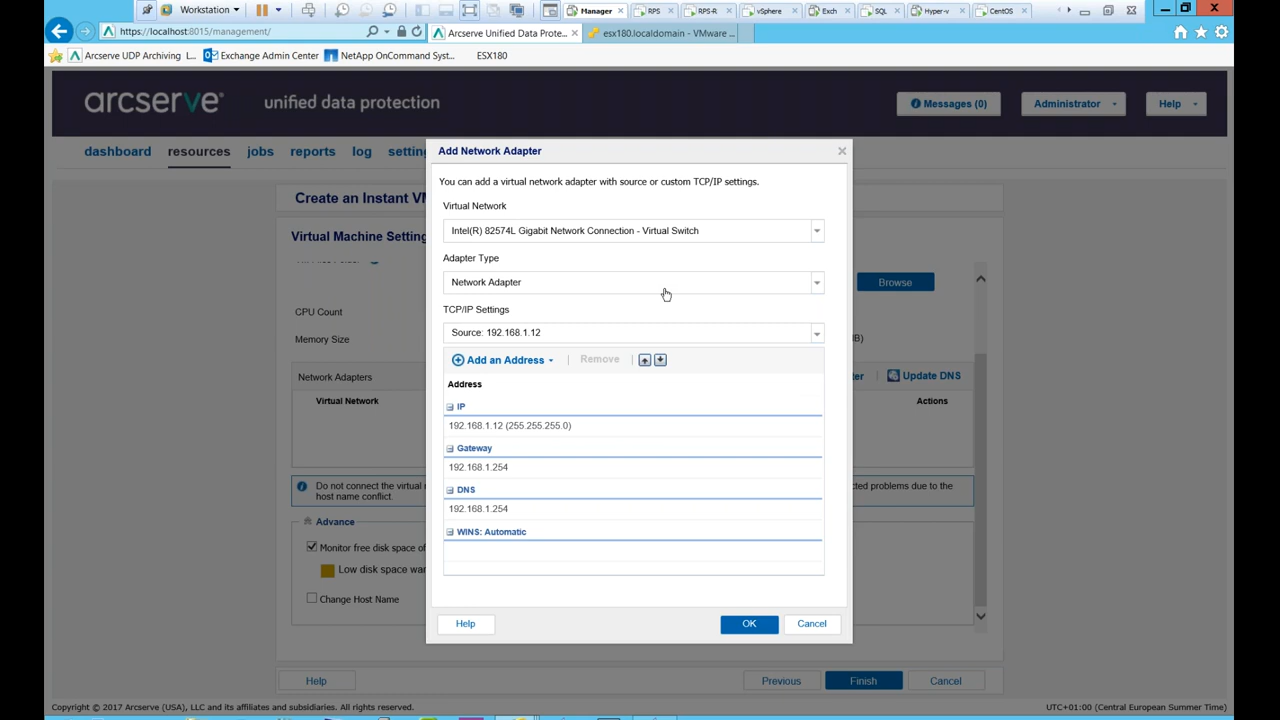 Workstation
Manager
RPS
RPS-R
vSphere
Exch
SQL
Hyper-v
CentOS
https://localhost:8015/management/
Arcserve Unified Data Prote...
esx180.localdomain - VMware ...
Arcserve UDP Archiving L...
Exchange Admin Center
NetApp OnCommand Syst...
ESX180
arcserve
unified data protection
Messages (0)
Administrator
Help
dashboard
resources
jobs
reports
log
settin
Create an Instant VM
Add Network Adapter
You can add a virtual network adapter with source or custom TCP/IP settings.
Virtual Network
Intel(R) 82574L Gigabit Network Connection - Virtual Switch
Adapter Type
Network Adapter
TCP/IP Settings
Source: 192.168.1.12
Add an Address
Remove
Address
IP
192.168.1.12 (255.255.255.0)
Gateway
192.168.1.254
DNS
192.168.1.254
WINS: Automatic
Help
OK
Cancel
Virtual Machine Setting
Browse
CPU Count
Memory Size
B)
Network Adapters
ter
Update DNS
Virtual Network
Actions
Do not connect the virtual
cted problems due to the
host name conflict.
Advance
Monitor free disk space of
Low disk space war
Change Host Name
Help
Previous
Finish
Cancel
Copyright © 2017 Arcserve (USA), LLC and its affiliates and subsidiaries. All rights reserved.
UTC+01:00 (Central European Summer Time)